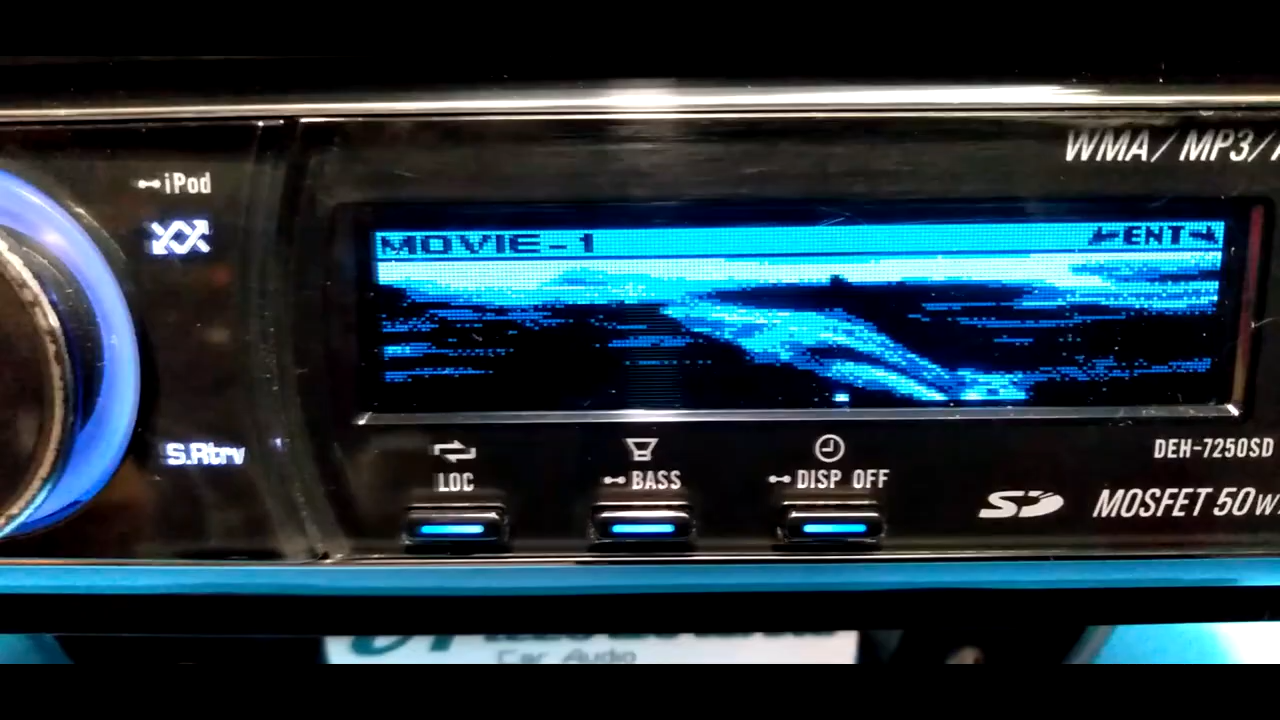 WMA/MP3/
iPod
MOVIE-1
ENT
S.Rtrv
LOC
BASS
DISP OFF
DEH-7250SD
SD
MOSFET 50W
Car Audio